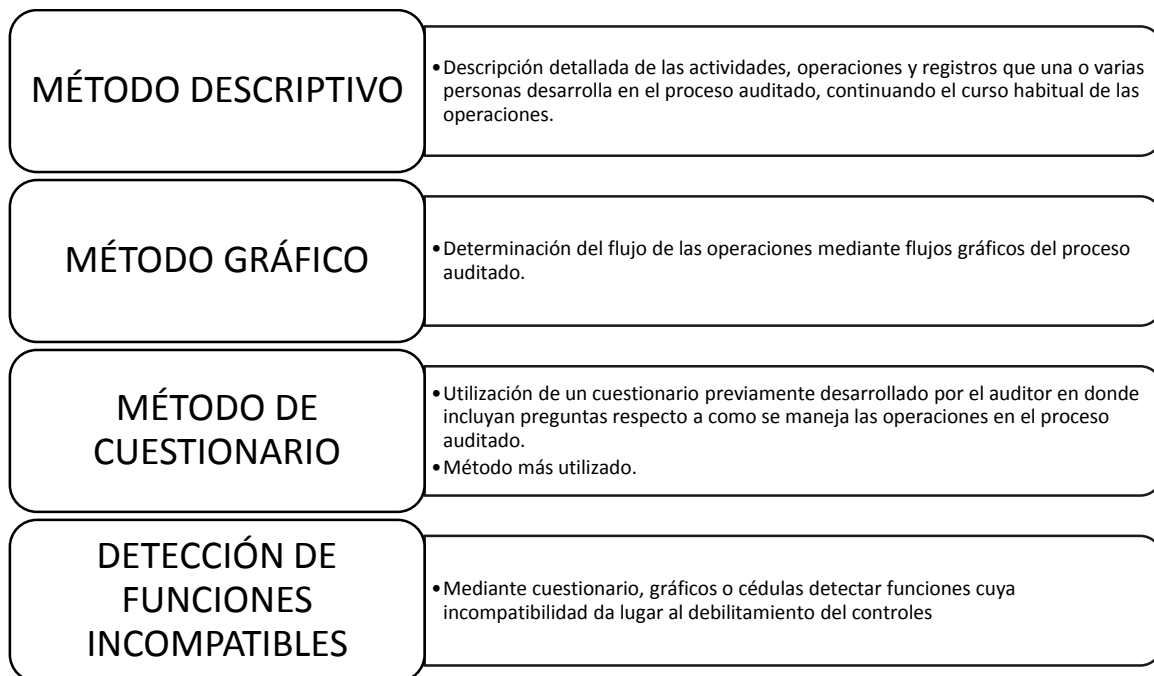 MÉTODO DESCRIPTIVO
•Descripción detallada de las actividades, operaciones y registros que una o varias
personas desarrolla en el proceso auditado, continuando el curso habitual de las
operaciones.
MÉTODO GRÁFICO
•Determinación del flujo de las operaciones mediante flujos gráficos del proceso
auditado.
MÉTODO DE
CUESTIONARIO
•Utilización de un cuestionario previamente desarrollado por el auditor en donde
incluyan preguntas respecto a como se maneja las operaciones en el proceso
auditado.
•Método más utilizado.
DETECCIÓN DE
FUNCIONES
INCOMPATIBLES
•Mediante cuestionario, gráficos o cédulas detectar funciones cuya
incompatibilidad da lugar al debilitamiento del controles